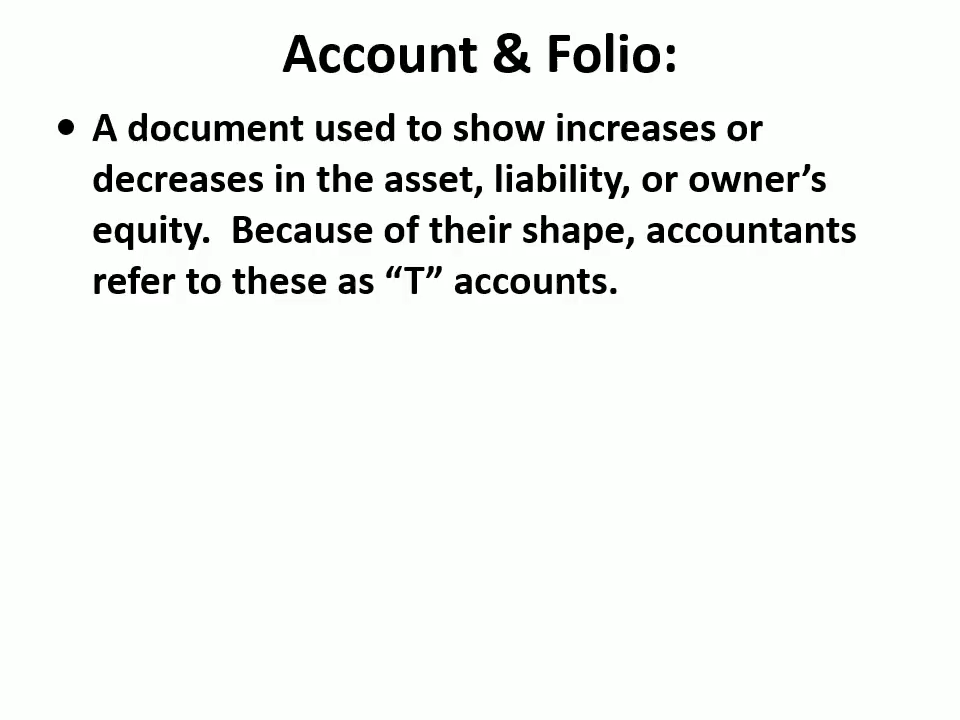 Account & Folio:
• A document used to show increases or
decreases in the asset, liability, or owner’s
equity.  Because of their shape, accountants
refer to these as “T” accounts.